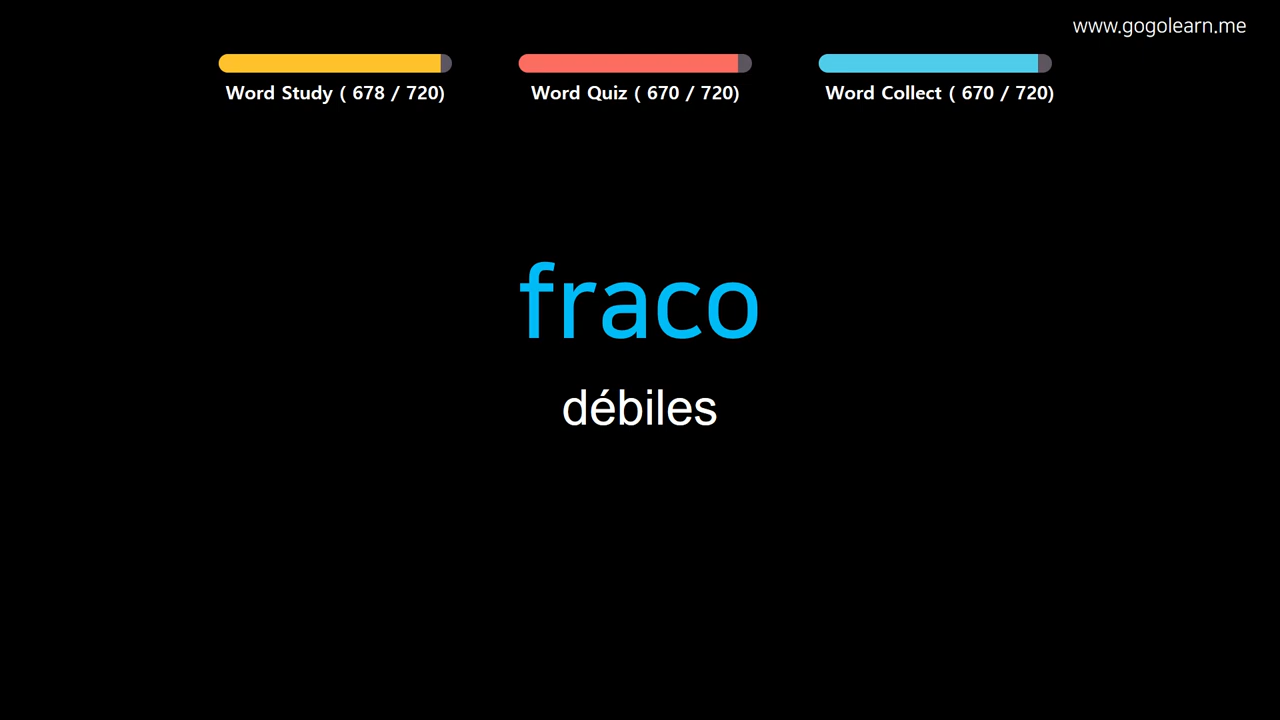 www.gogolearn.me
Word Study ( 678 / 720)
Word Quiz ( 670 / 720)
Word Collect ( 670 / 720)
fraco
débiles